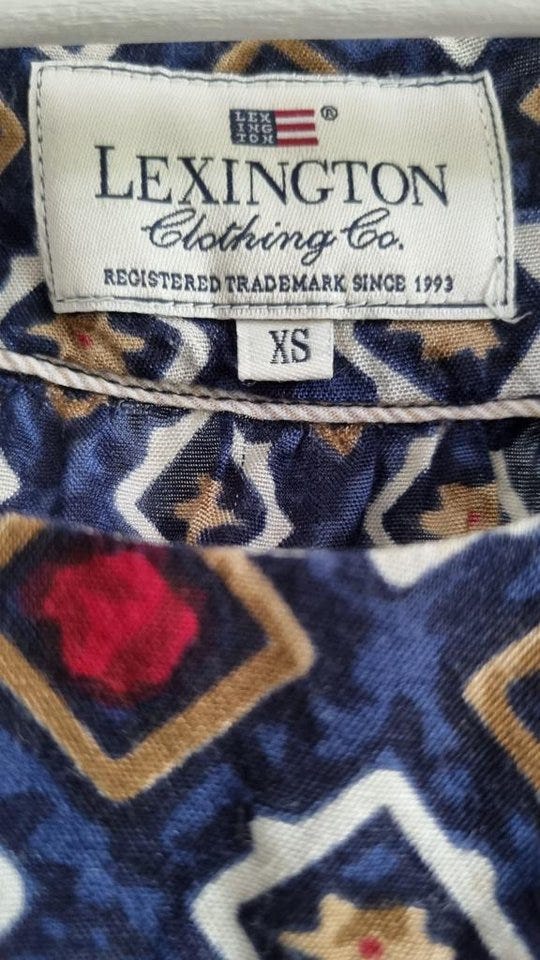 LEX
ING
TON
®
LEXINGTON
Clothing Co.
REGISTERED TRADEMARK SINCE 1993
XS